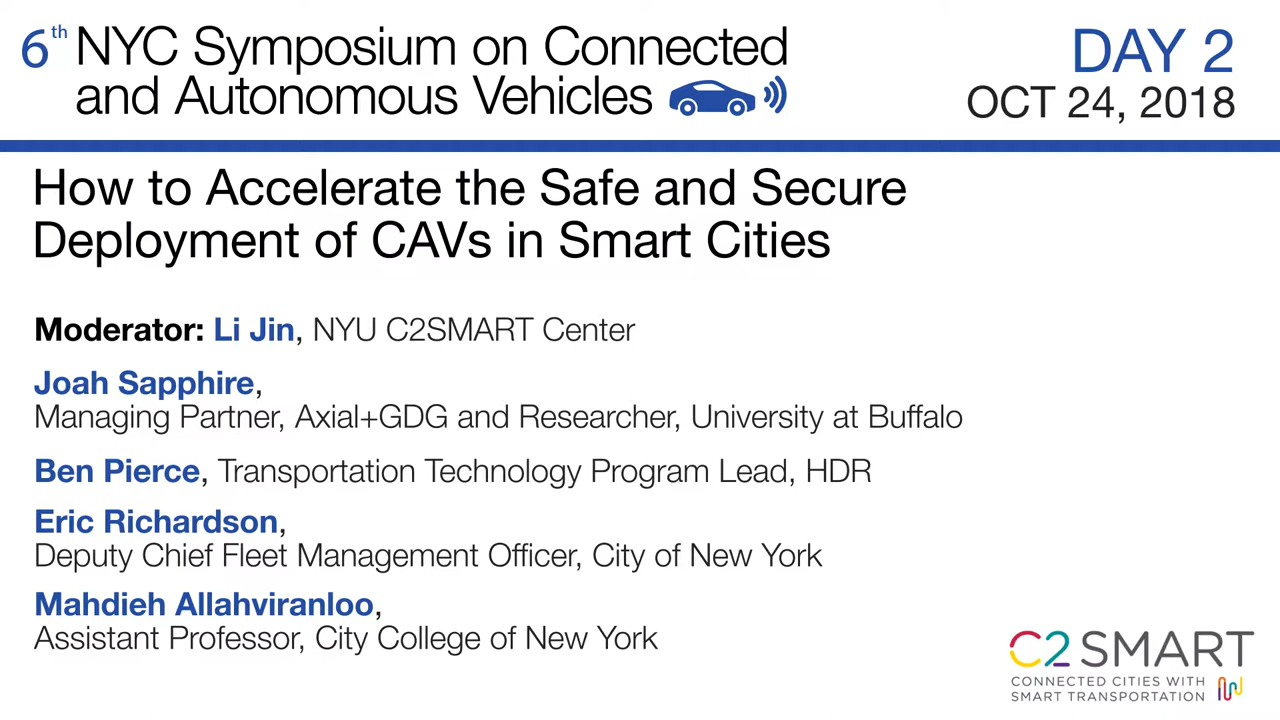 6th NYC Symposium on Connected
and Autonomous Vehicles
DAY 2
OCT 24, 2018
How to Accelerate the Safe and Secure
Deployment of CAVs in Smart Cities
Moderator: Li Jin, NYU C2SMART Center
Joah Sapphire,
Managing Partner, Axial+GDG and Researcher, University at Buffalo
Ben Pierce, Transportation Technology Program Lead, HDR
Eric Richardson,
Deputy Chief Fleet Management Officer, City of New York
Mahdieh Allahviranloo,
Assistant Professor, City College of New York
C2SMART
CONNECTED CITIES WITH
SMART TRANSPORTATION